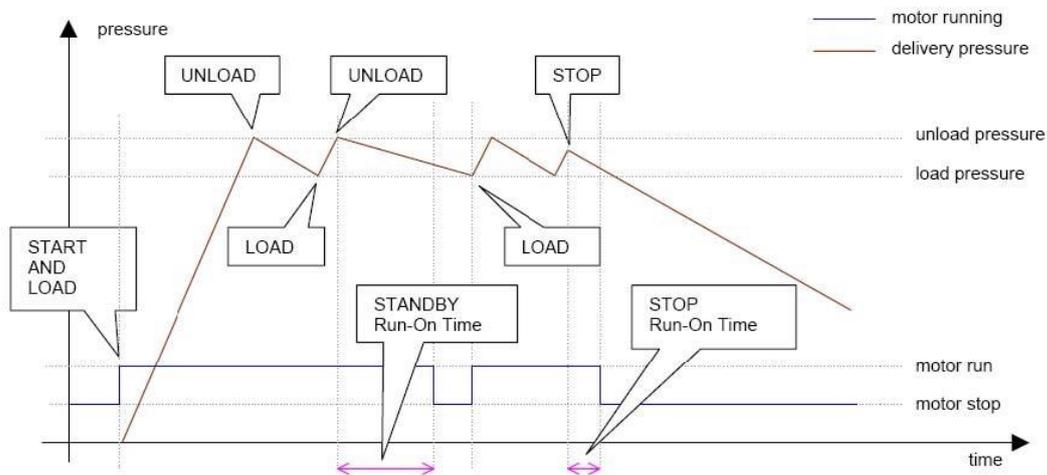 motor running
pressure
delivery pressure
UNLOAD
UNLOAD
STOP
unload pressure
load pressure
START
AND
LOAD
LOAD
LOAD
STANDBY
Run-On Time
STOP
Run-On Time
motor run
motor stop
time